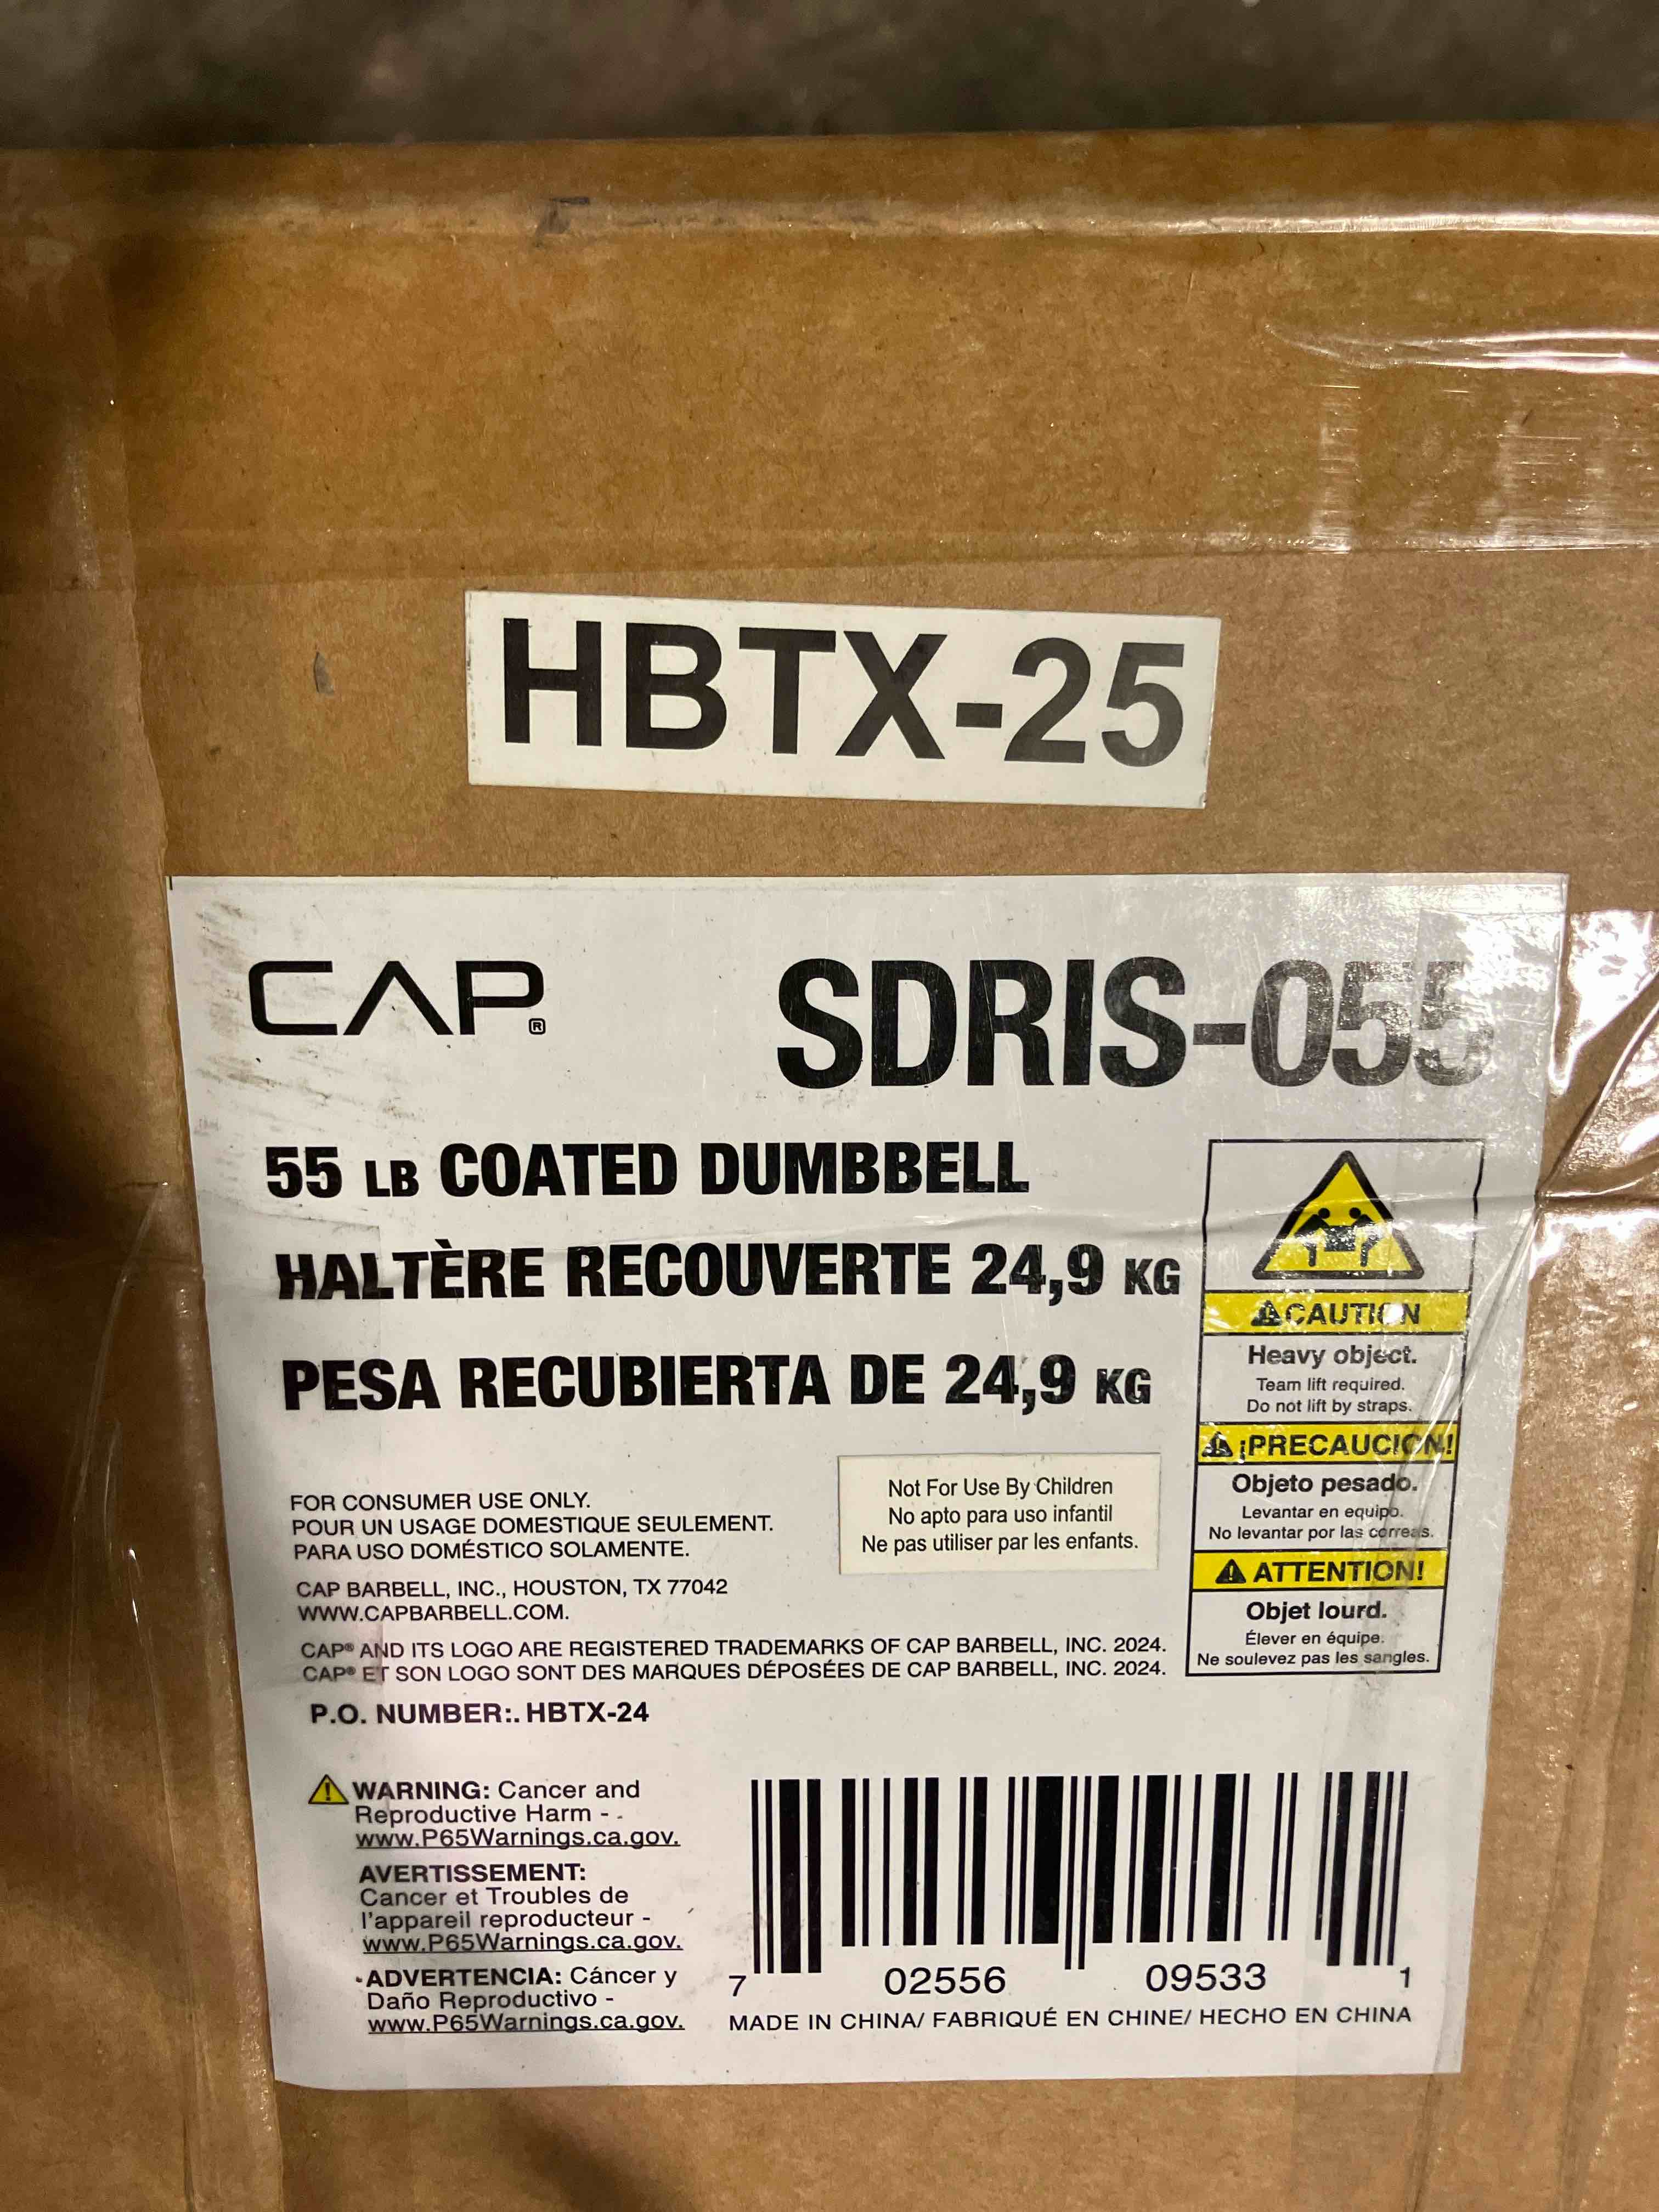 HBTX-25
CAP®
SDRIS-055
55 LB COATED DUMBBELL
HALTÈRE RECOUVERTE 24,9 KG
PESA RECUBIERTA DE 24,9 KG
CAUTION
Heavy object.
Team lift required.
Do not lift by straps.
¡PRECAUCION!
Objeto pesado.
Levantar en equipo.
No levantar por las correas.
ATTENTION!
Objet lourd.
Élever en équipe.
Ne soulevez pas les sangles.
Not For Use By Children
No apto para uso infantil
Ne pas utiliser par les enfants.
FOR CONSUMER USE ONLY.
POUR UN USAGE DOMESTIQUE SEULEMENT.
PARA USO DOMÉSTICO SOLAMENTE.
CAP BARBELL, INC., HOUSTON, TX 77042
WWW.CAPBARBELL.COM.
CAP® AND ITS LOGO ARE REGISTERED TRADEMARKS OF CAP BARBELL, INC. 2024.
CAP® ET SON LOGO SONT DES MARQUES DÉPOSÉES DE CAP BARBELL, INC. 2024.
P.O. NUMBER:. HBTX-24
WARNING: Cancer and
Reproductive Harm - -
www.P65Warnings.ca.gov.
AVERTISSEMENT:
Cancer et Troubles de
l'appareil reproducteur -
www.P65Warnings.ca.gov.
ADVERTENCIA: Cáncer y
Daño Reproductivo -
www.P65Warnings.ca.gov.
7 02556 09533 1
MADE IN CHINA/ FABRIQUÉ EN CHINE/ HECHO EN CHINA